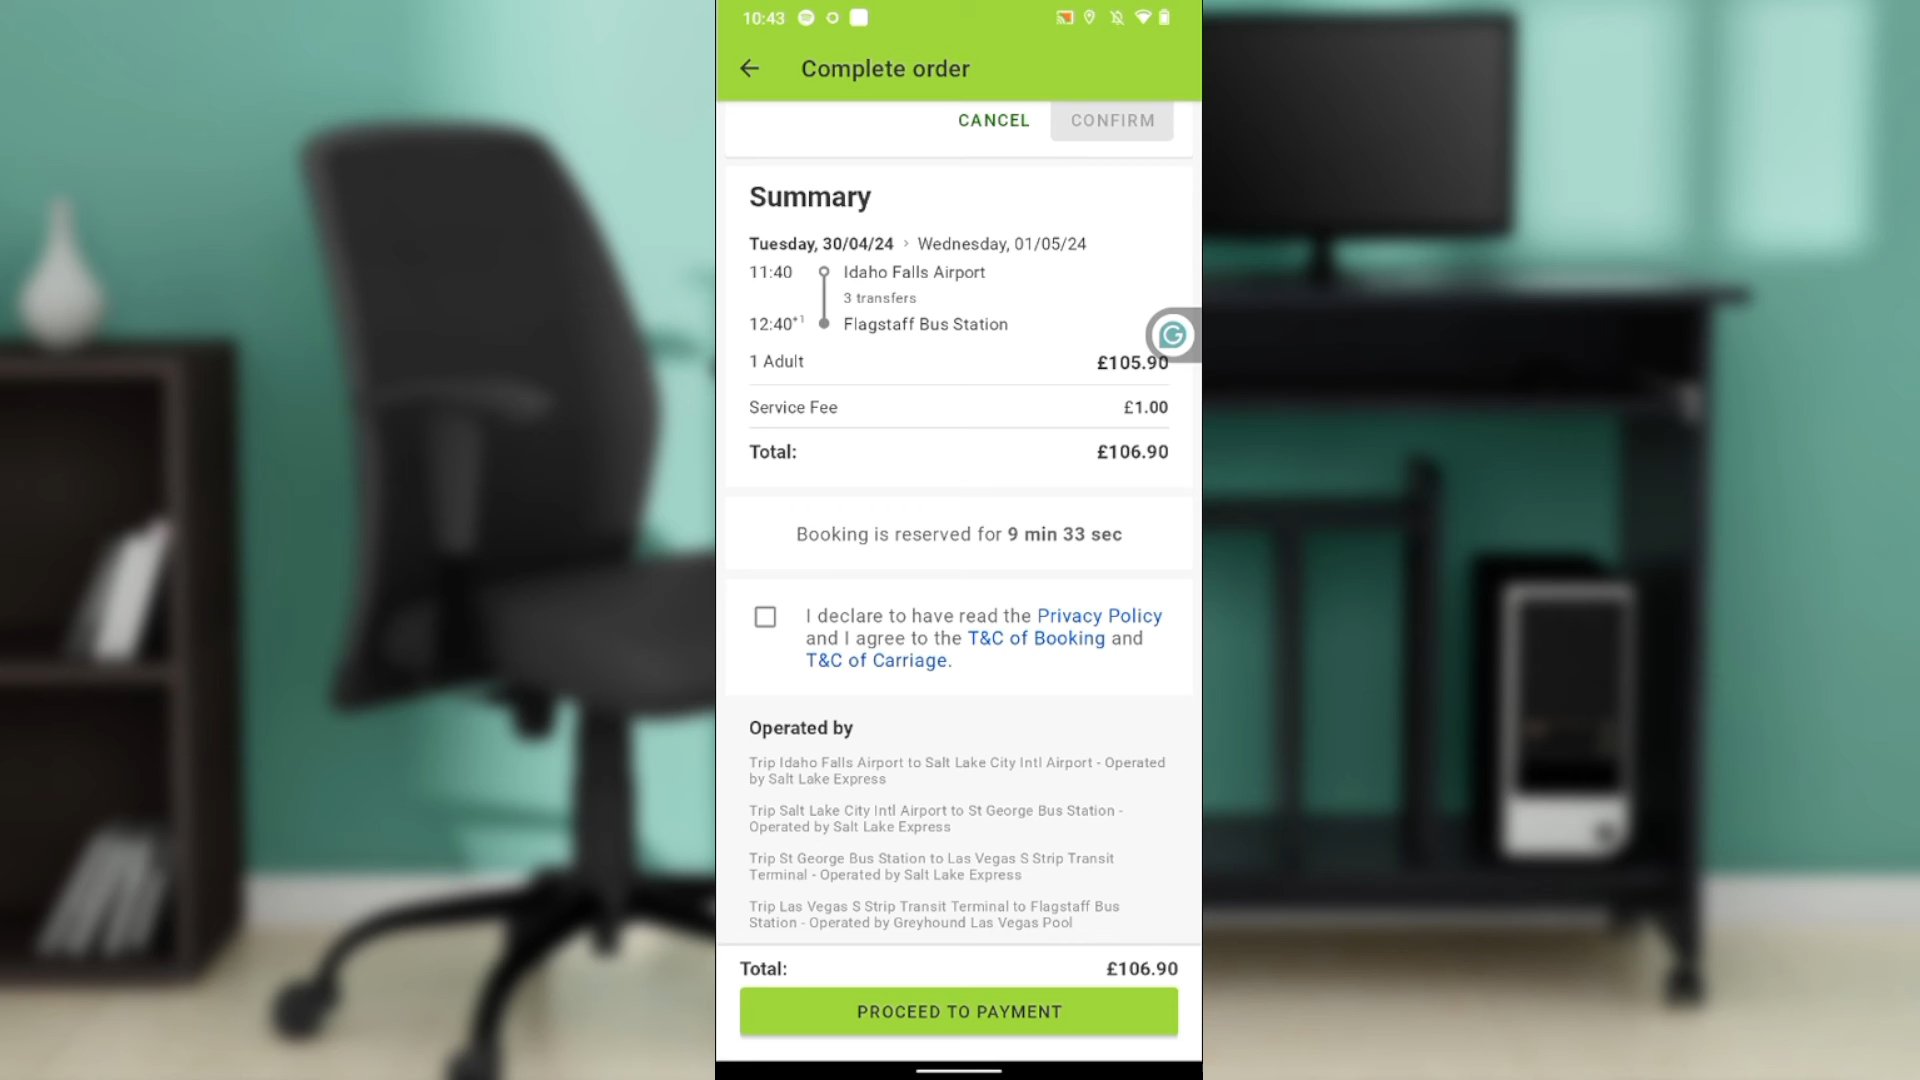 10:43
Complete order
CANCEL CONFIRM
Summary
Tuesday, 30/04/24 > Wednesday, 01/05/24
11:40 Idaho Falls Airport
3 transfers
12:40*1 Flagstaff Bus Station
1 Adult £105.90
Service Fee £1.00
Total: £106.90
Booking is reserved for 9 min 33 sec
I declare to have read the Privacy Policy
and I agree to the T&C of Booking and
T&C of Carriage.
Operated by
Trip Idaho Falls Airport to Salt Lake City Intl Airport - Operated
by Salt Lake Express
Trip Salt Lake City Intl Airport to St George Bus Station -
Operated by Salt Lake Express
Trip St George Bus Station to Las Vegas S Strip Transit
Terminal - Operated by Salt Lake Express
Trip Las Vegas S Strip Transit Terminal to Flagstaff Bus
Station - Operated by Greyhound Las Vegas Pool
Total: £106.90
PROCEED TO PAYMENT